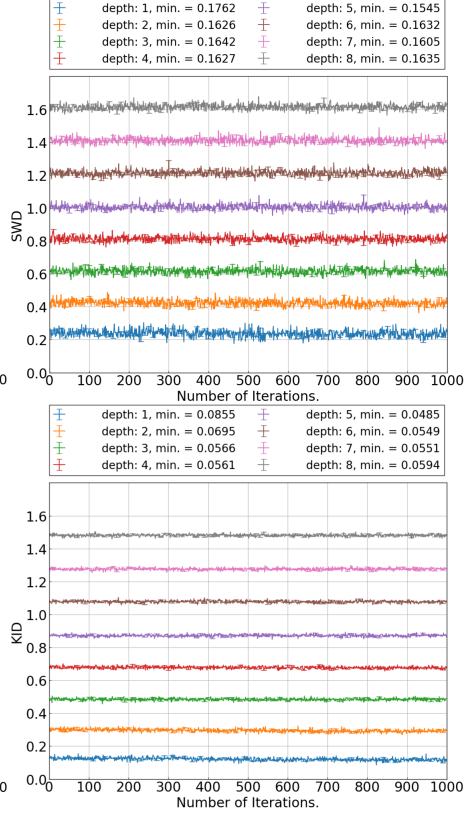 depth: 1, min. = 0.1762 depth: 5, min. = 0.1545
depth: 2, min. = 0.1626 depth: 6, min. = 0.1632
depth: 3, min. = 0.1642 depth: 7, min. = 0.1605
depth: 4, min. = 0.1627 depth: 8, min. = 0.1635
SWD
1.6
1.4
1.2
1.0
0.8
0.6
0.4
0.2
0.0
0
0 100 200 300 400 500 600 700 800 900 1000
Number of Iterations.
depth: 1, min. = 0.0855 depth: 5, min. = 0.0485
depth: 2, min. = 0.0695 depth: 6, min. = 0.0549
depth: 3, min. = 0.0566 depth: 7, min. = 0.0551
depth: 4, min. = 0.0561 depth: 8, min. = 0.0594
KID
1.6
1.4
1.2
1.0
0.8
0.6
0.4
0.2
0.0
0
0 100 200 300 400 500 600 700 800 900 1000
Number of Iterations.